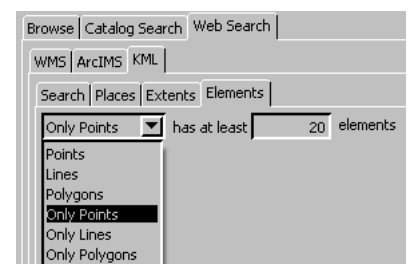 Browse Catalog Search Web Search
WMS ArcIMS KML
Search Places Extents Elements
Only Points has at least 20 elements
Points
Lines
Polygons
Only Points
Only Lines
Only Polygons